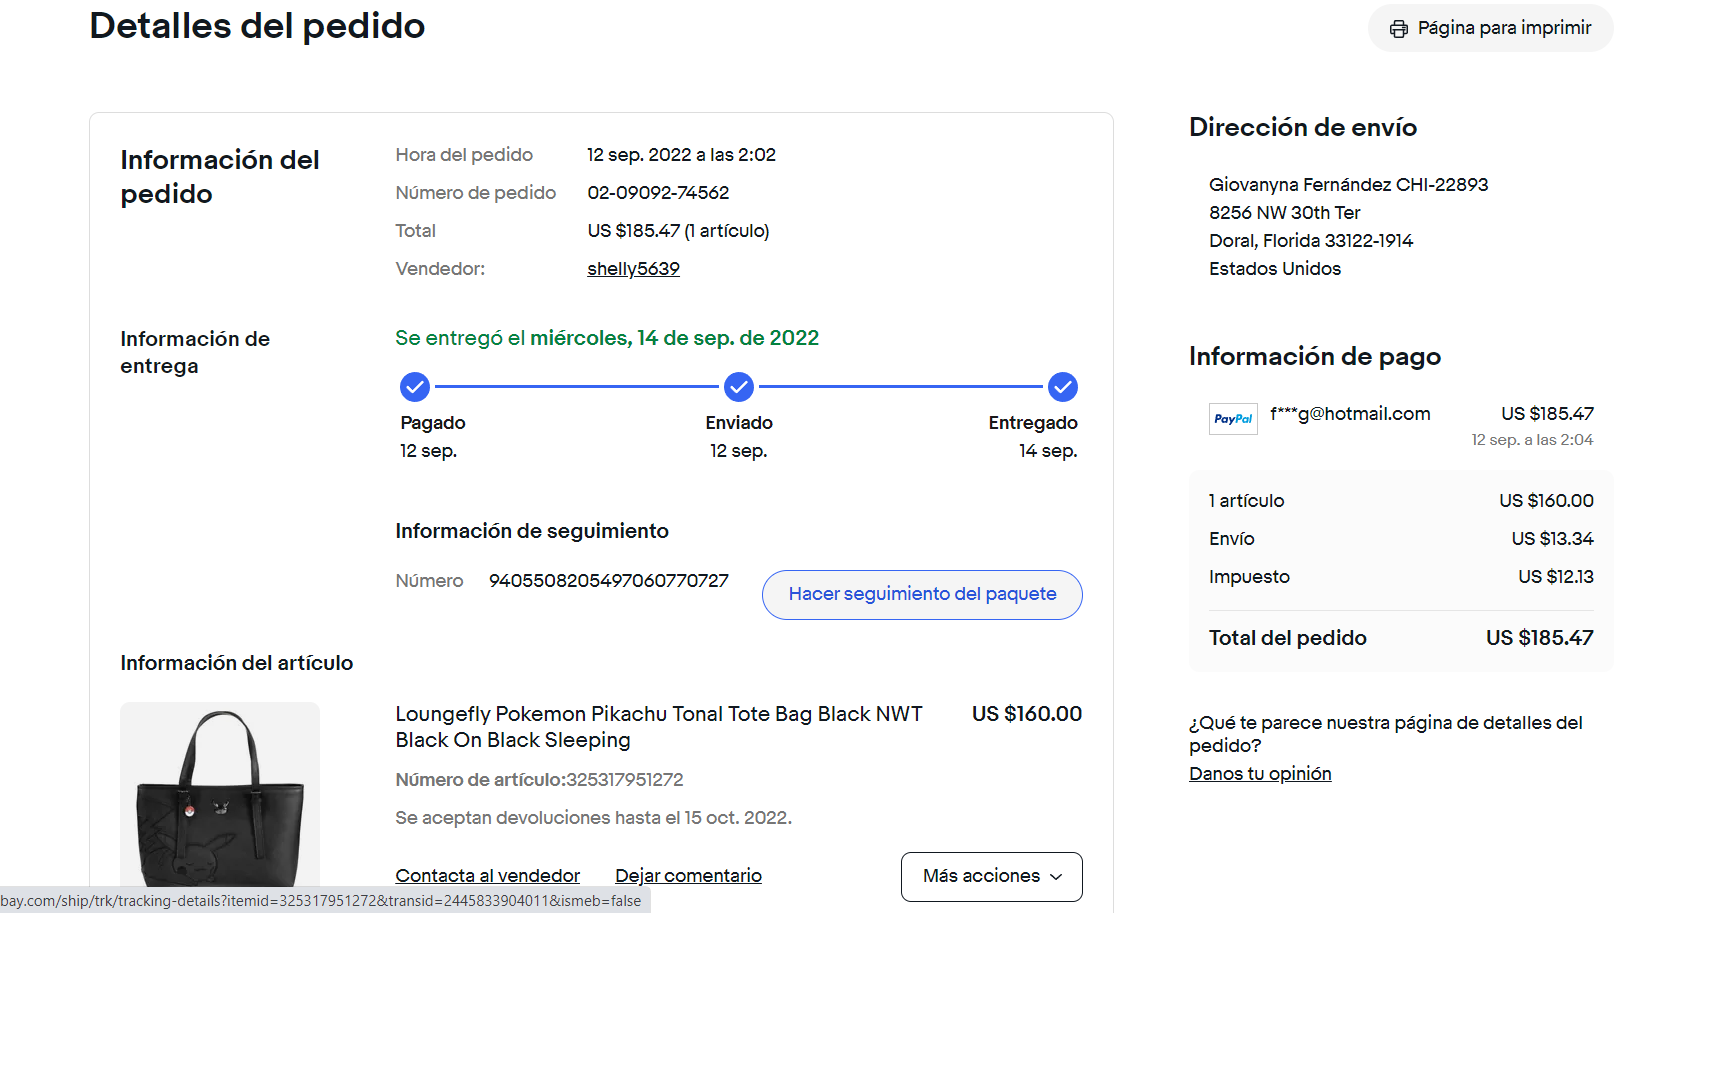 Detalles del pedido
Página para imprimir
Información del
pedido
Hora del pedido 12 sep. 2022 a las 2:02
Número de pedido 02-09092-74562
Total US $185.47 (1 artículo)
Vendedor: shelly5639
Información de
entrega
Se entregó el miércoles, 14 de sep. de 2022
Pagado Enviado Entregado
12 sep. 12 sep. 14 sep.
Información de seguimiento
Número 9405508205497060770727 Hacer seguimiento del paquete
Información del artículo
Loungefly Pokemon Pikachu Tonal Tote Bag Black NWT US $160.00
Black On Black Sleeping
Número de artículo:325317951272
Se aceptan devoluciones hasta el 15 oct. 2022.
Contacta al vendedor Dejar comentario Más acciones
bay.com/ship/trk/tracking-details?itemid=325317951272&transid=2445833904011&ismeb=false
Dirección de envío
Giovanyna Fernández CHI-22893
8256 NW 30th Ter
Doral, Florida 33122-1914
Estados Unidos
Información de pago
PayPal f***g@hotmail.com US $185.47
12 sep. a las 2:04
1 artículo US $160.00
Envío US $13.34
Impuesto US $12.13
Total del pedido US $185.47
¿Qué te parece nuestra página de detalles del
pedido?
Danos tu opinión